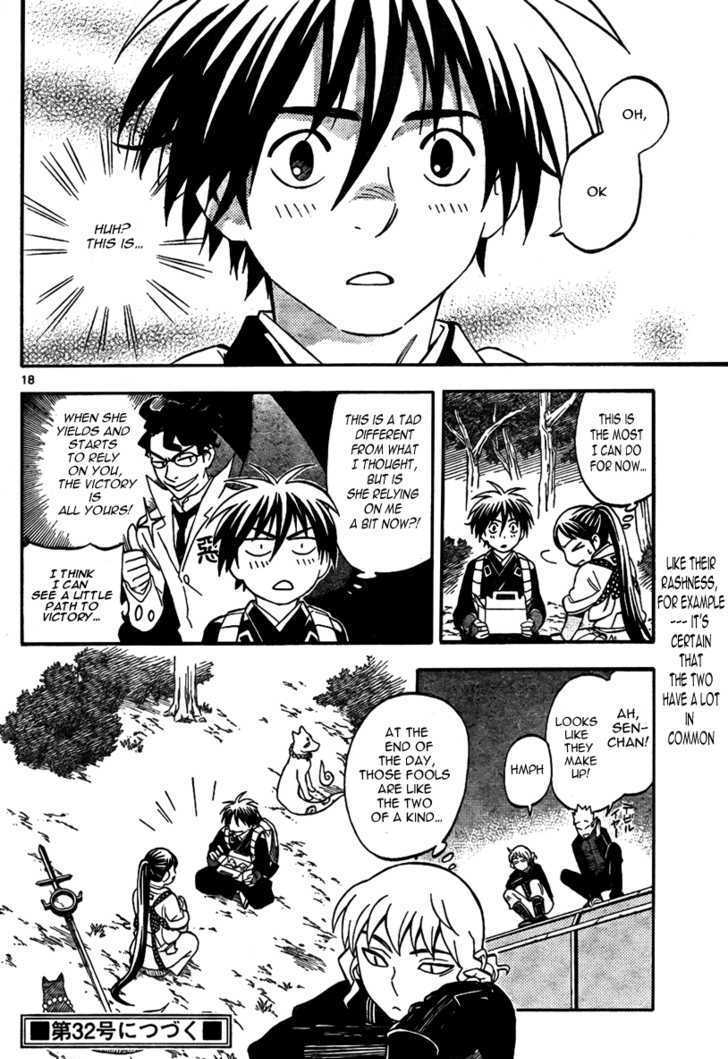 OH,
OK
HUH?
THIS IS...
18
THIS IS
THE MOST
I CAN DO
FOR NOW...
THIS IS A TAD
DIFFERENT
FROM WHAT
I THOUGHT,
BUT IS
SHE RELYING
ON ME
A BIT NOW?!
WHEN SHE
YIELDS AND
STARTS
TO RELY
ON YOU,
THE VICTORY
IS
ALL YOURS!
惡
I THINK
I CAN
SEE A LITTLE
PATH TO
VICTORY...
LIKE THEIR
RASHNESS,
FOR EXAMPLE
--- IT'S
CERTAIN
THAT
THE TWO
HAVE A LOT
IN
COMMON
AH,
SEN-
CHAN!
LOOKS
LIKE
THEY
MAKE
UP!
HMPH
AT THE
END OF
THE DAY,
THOSE FOOLS
ARE LIKE
THE TWO
OF A KIND...
■第32号につづく■